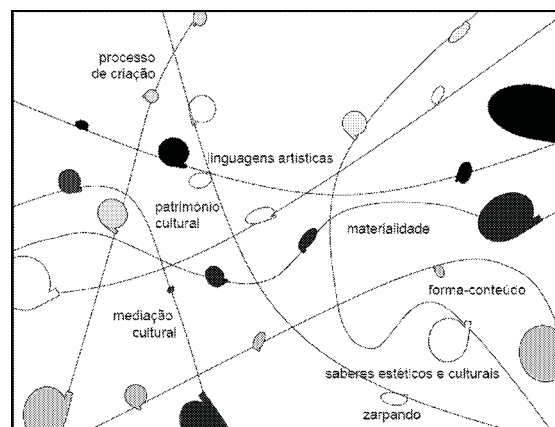 processo
de criação
linguagens artísticas
patrimônio
cultural
materialidade
forma-conteúdo
mediação
cultural
saberes estéticos e culturais
zarpando